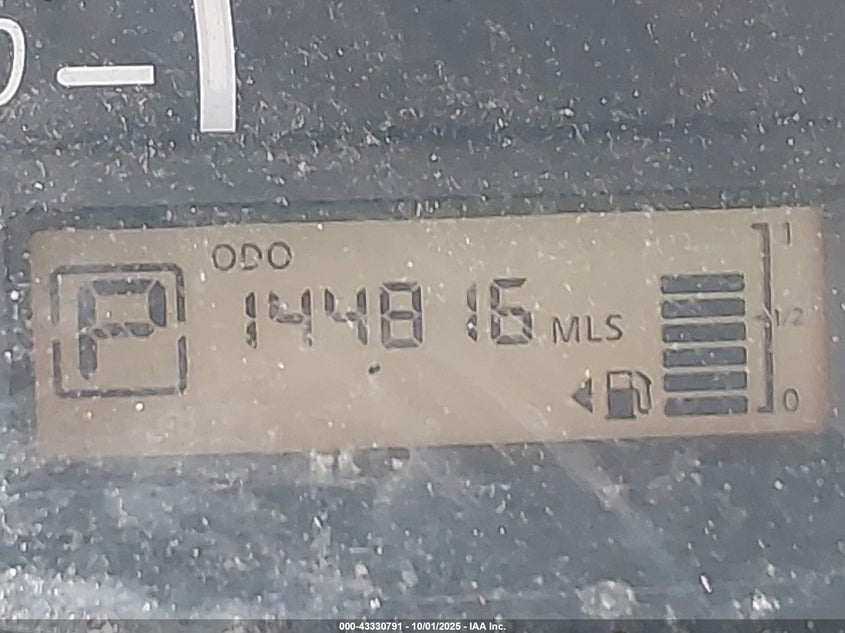 ODO
P 144816 MLS
1
1/2
0
000-43330791 - 10/01/2025 - IAA Inc.